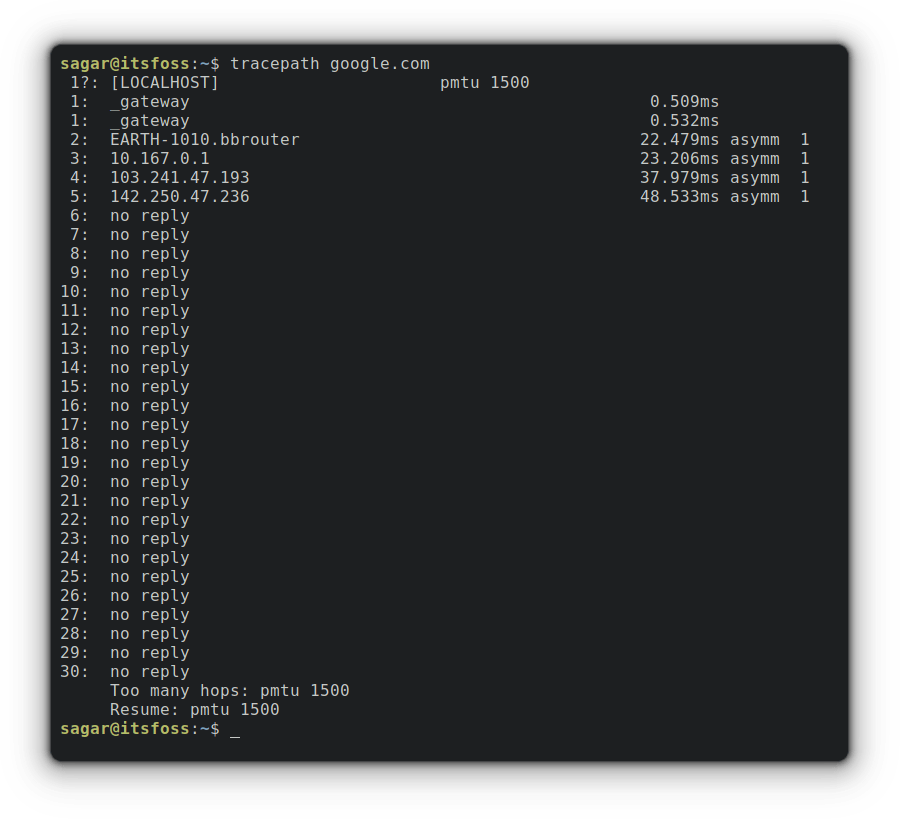 sagar@itsfoss:~$ tracepath google.com
 1?: [LOCALHOST]                      pmtu 1500
 1:  _gateway                                              0.509ms
 1:  _gateway                                              0.532ms
 2:  EARTH-1010.bbrouter                                  22.479ms asymm  1
 3:  10.167.0.1                                           23.206ms asymm  1
 4:  103.241.47.193                                       37.979ms asymm  1
 5:  142.250.47.236                                       48.533ms asymm  1
 6:  no reply
 7:  no reply
 8:  no reply
 9:  no reply
10:  no reply
11:  no reply
12:  no reply
13:  no reply
14:  no reply
15:  no reply
16:  no reply
17:  no reply
18:  no reply
19:  no reply
20:  no reply
21:  no reply
22:  no reply
23:  no reply
24:  no reply
25:  no reply
26:  no reply
27:  no reply
28:  no reply
29:  no reply
30:  no reply
     Too many hops: pmtu 1500
     Resume: pmtu 1500
sagar@itsfoss:~$ _